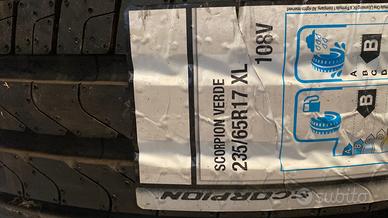 SCORPION VERDE
235/65R17 XL
108V
SCORPION
B
A
B
C
B
A
B
subito